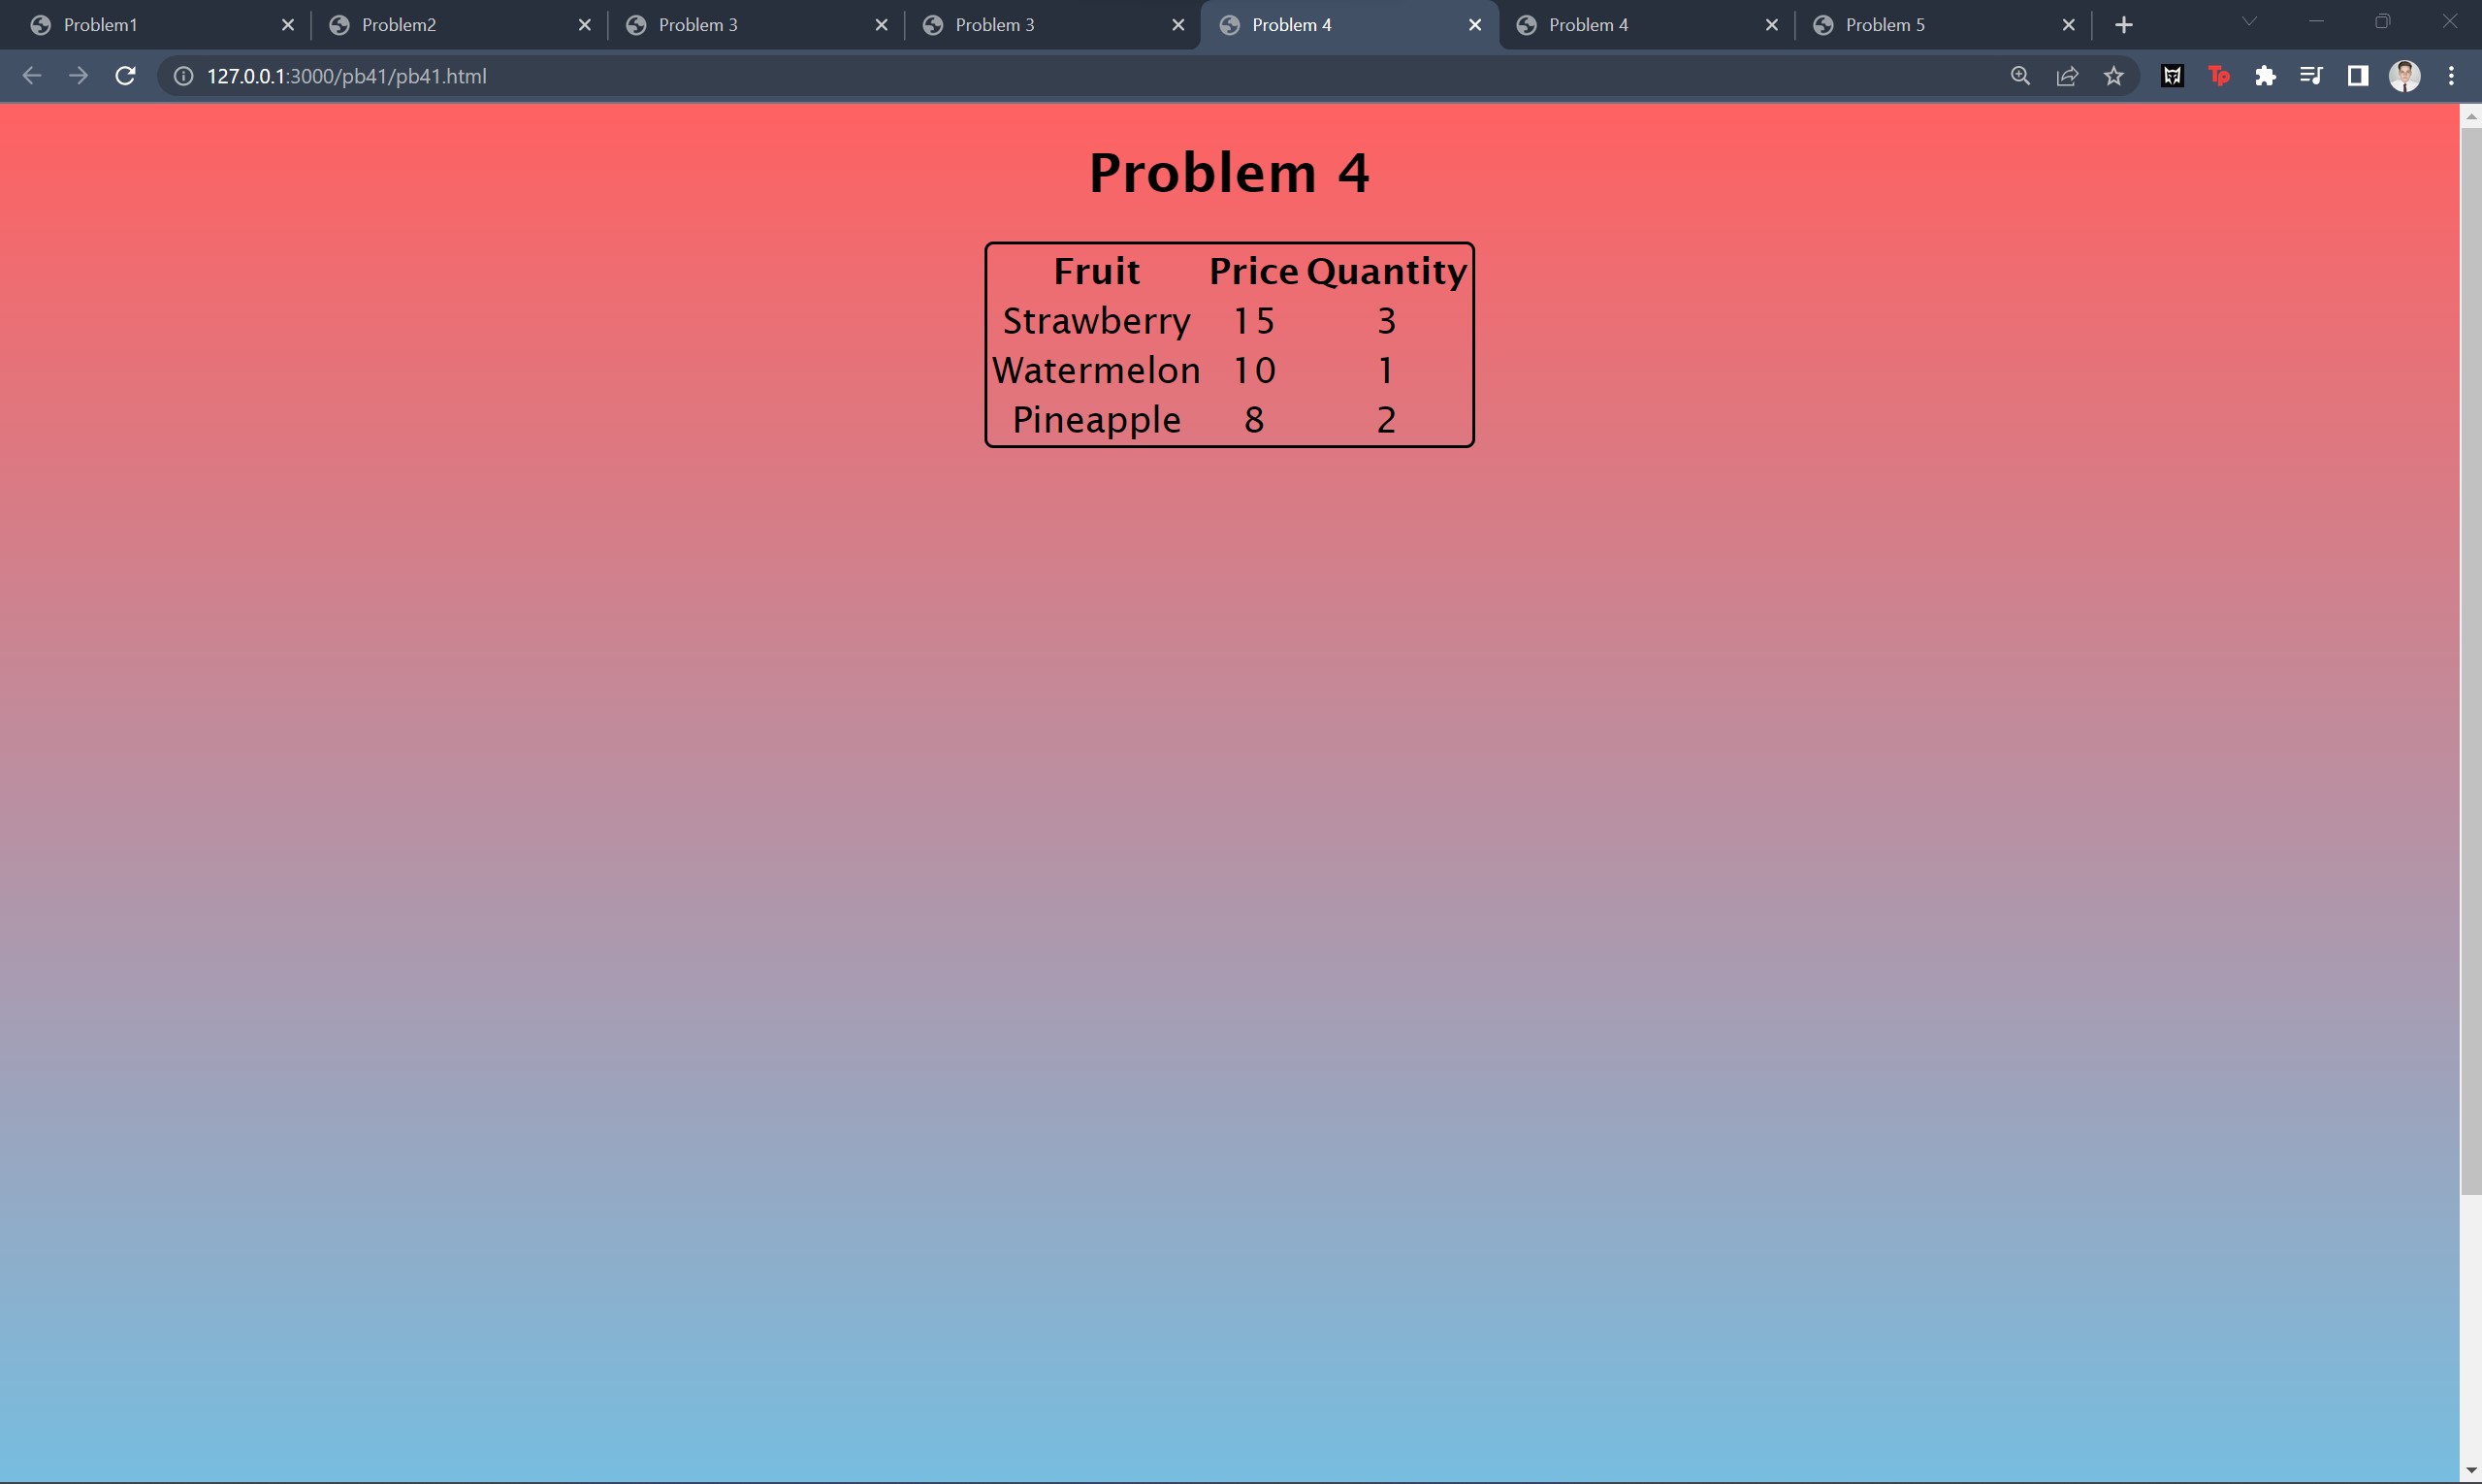 Problem1 Problem2 Problem 3 Problem 3 Problem 4 Problem 4 Problem 5
127.0.0.1:3000/pb41/pb41.html Tp
Problem 4
Fruit Price Quantity
Strawberry 15 3
Watermelon 10 1
Pineapple 8 2